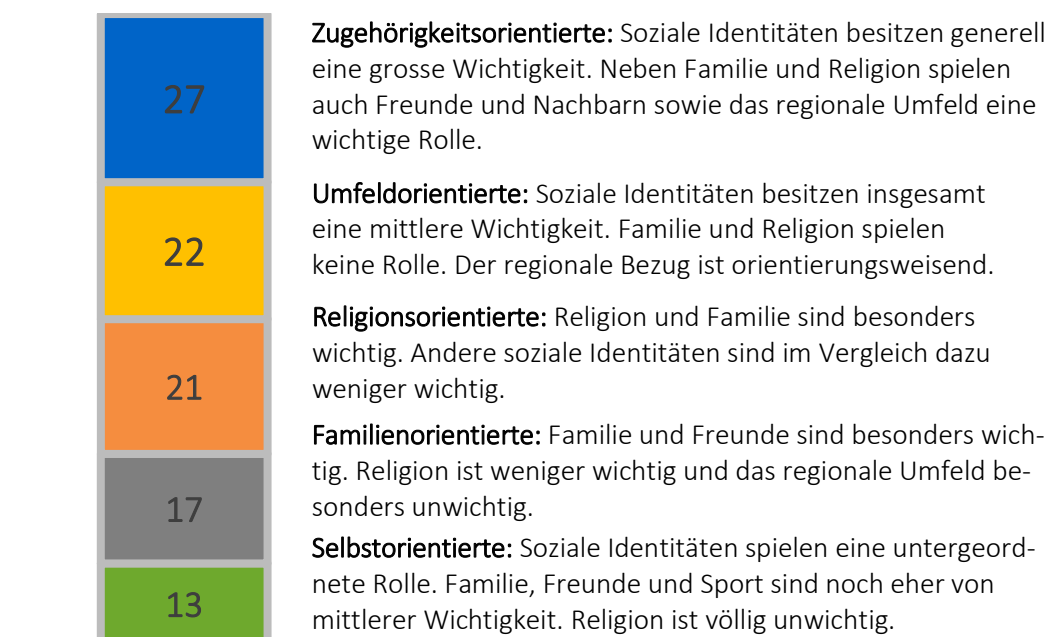 27
Zugehörigkeitsorientierte: Soziale Identitäten besitzen generell
eine grosse Wichtigkeit. Neben Familie und Religion spielen
auch Freunde und Nachbarn sowie das regionale Umfeld eine
wichtige Rolle.
22
Umfeldorientierte: Soziale Identitäten besitzen insgesamt
eine mittlere Wichtigkeit. Familie und Religion spielen
keine Rolle. Der regionale Bezug ist orientierungsweisend.
21
Religionsorientierte: Religion und Familie sind besonders
wichtig. Andere soziale Identitäten sind im Vergleich dazu
weniger wichtig.
17
Familienorientierte: Familie und Freunde sind besonders wich-
tig. Religion ist weniger wichtig und das regionale Umfeld be-
sonders unwichtig.
13
Selbstorientierte: Soziale Identitäten spielen eine untergeord-
nete Rolle. Familie, Freunde und Sport sind noch eher von
mittlerer Wichtigkeit. Religion ist völlig unwichtig.